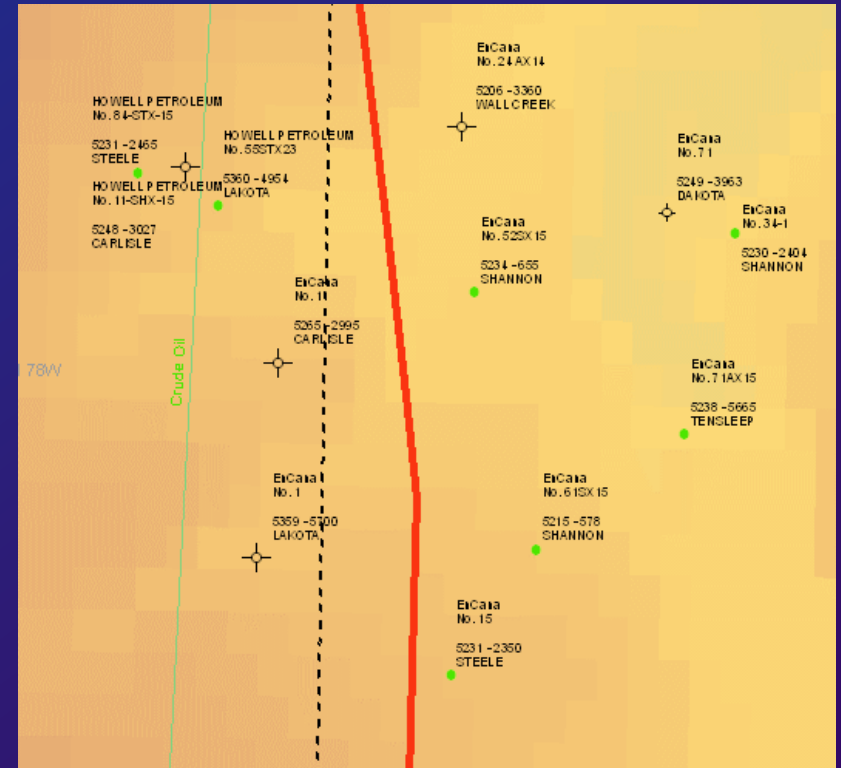 EnCana
No. 24 AX 14
5206 -3360
WALL CREEK
HOWELL PETROLEUM
No. 84-STX-15
5231 -2465
STEELE
HOWELL PETROLEUM
No. 55STX23
5360 -4954
LAKOTA
HOWELL PETROLEUM
No. 11-SHX-15
5248 -3027
CARLISLE
EnCana
No. 71
5249 -3963
DAKOTA
EnCana
No. 34-1
5230 -2404
SHANNON
EnCana
No. 52SX15
5234 -655
SHANNON
EnCana
No. 1
5265 -2995
CARLISLE
Crude Oil
78W
EnCana
No. 71AX15
5238 -5665
TENSLEEP
EnCana
No. 1
5359 -5700
LAKOTA
EnCana
No. 61SX15
5215 -578
SHANNON
EnCana
No. 15
5231 -2350
STEELE